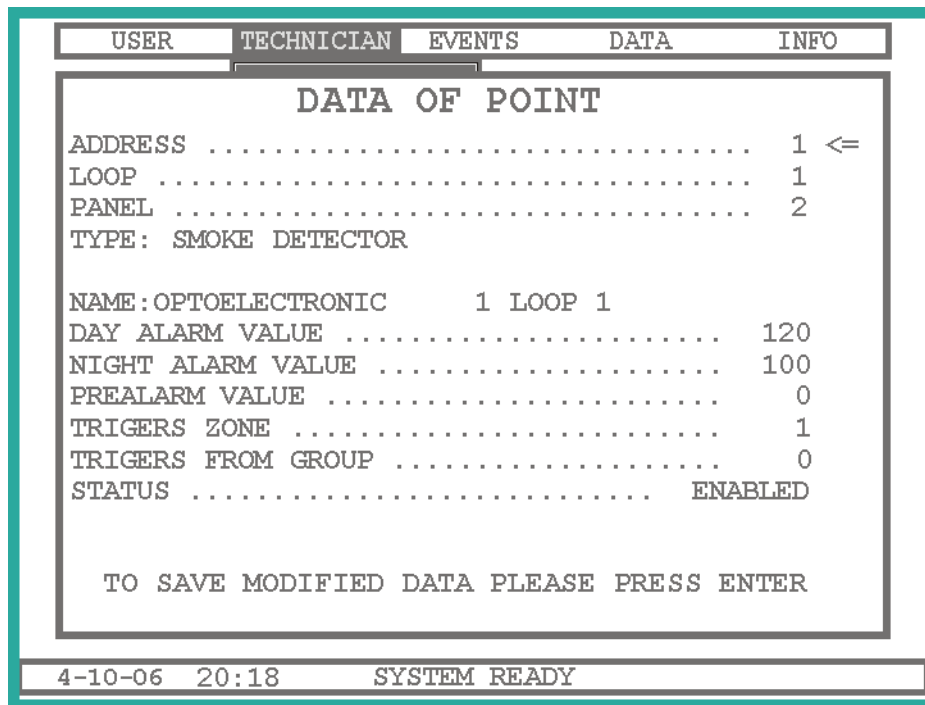 USER TECHNICIAN EVENTS DATA INFO
DATA OF POINT
ADDRESS ................................. 1 <=
LOOP .................................... 1
PANEL ................................... 2
TYPE: SMOKE DETECTOR
NAME:OPTOELECTRONIC 1 LOOP 1
DAY ALARM VALUE ....................... 120
NIGHT ALARM VALUE ..................... 100
PREALARM VALUE ........................ 0
TRIGERS ZONE .......................... 1
TRIGERS FROM GROUP .................... 0
STATUS ............................ ENABLED
TO SAVE MODIFIED DATA PLEASE PRESS ENTER
4-10-06 20:18 SYSTEM READY